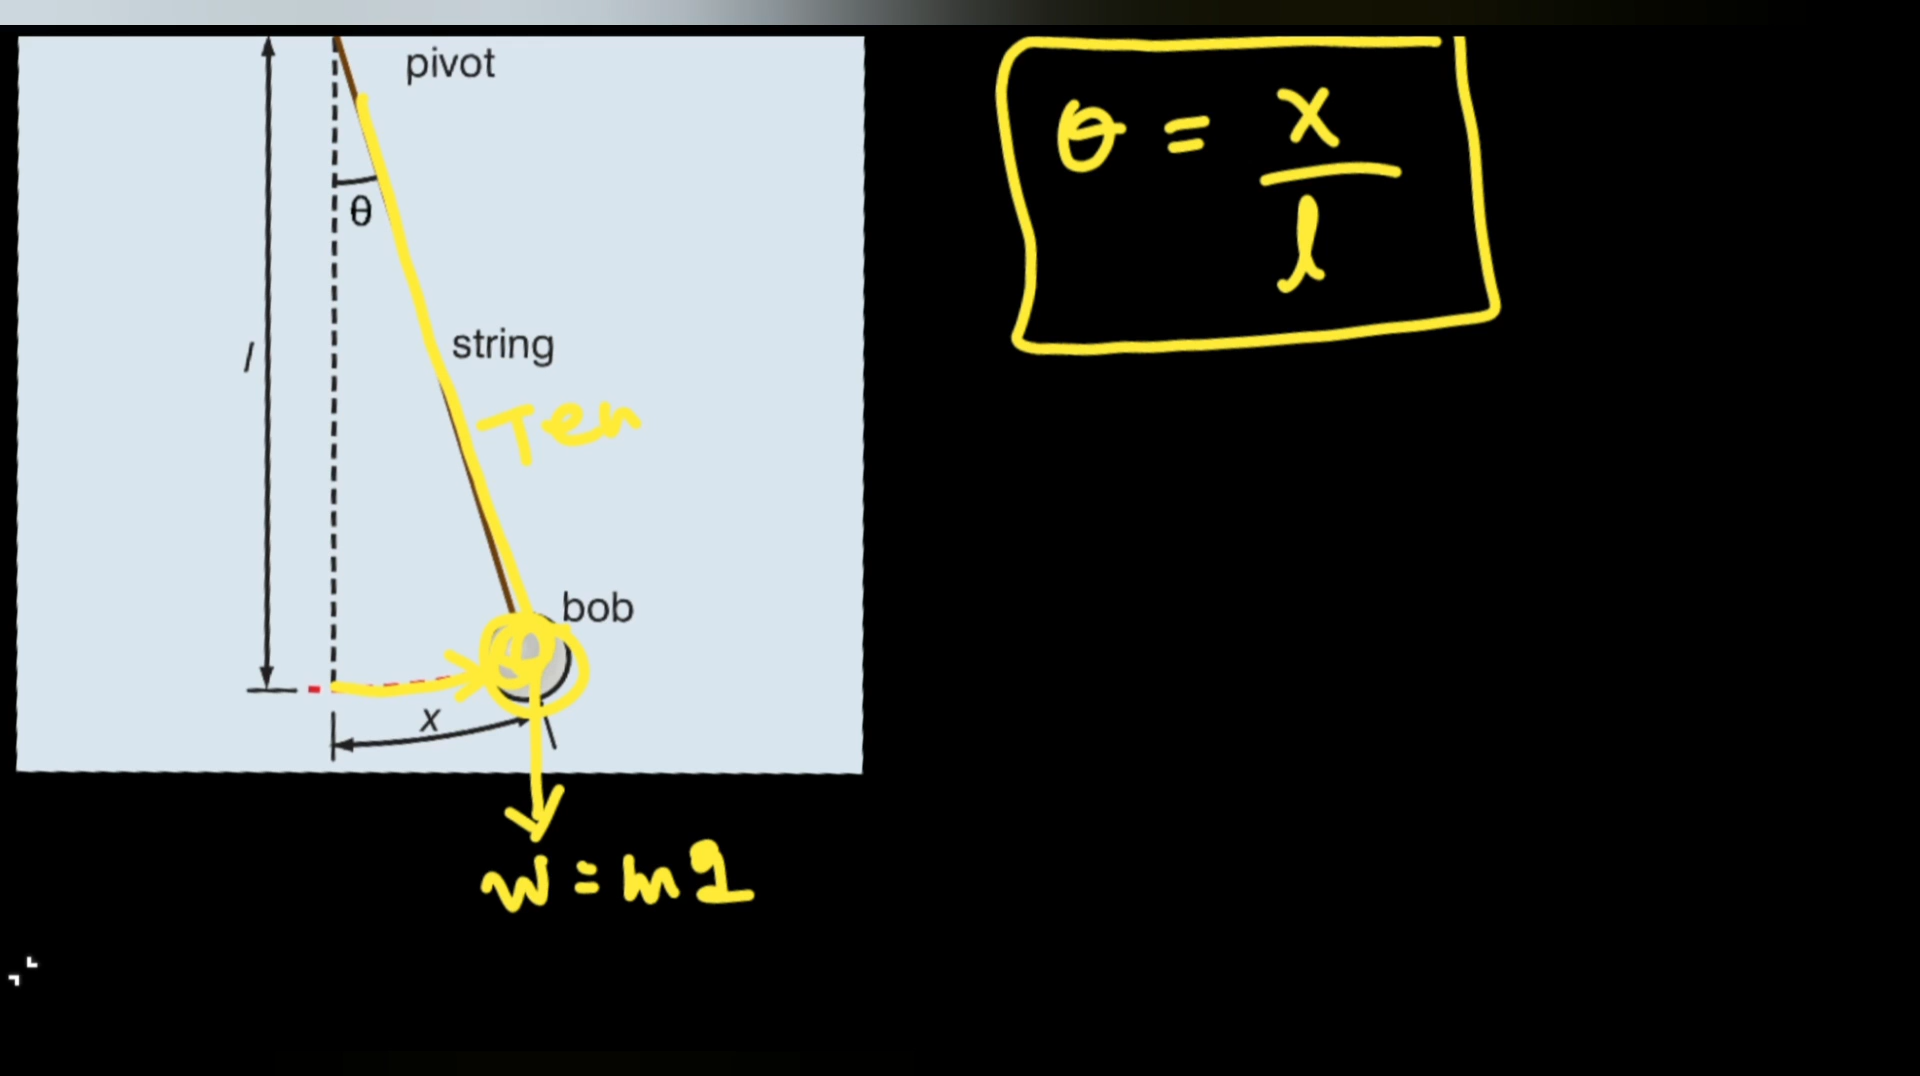 pivot
θ
l
string
Ten
bob
x
W = mg
θ = x
l